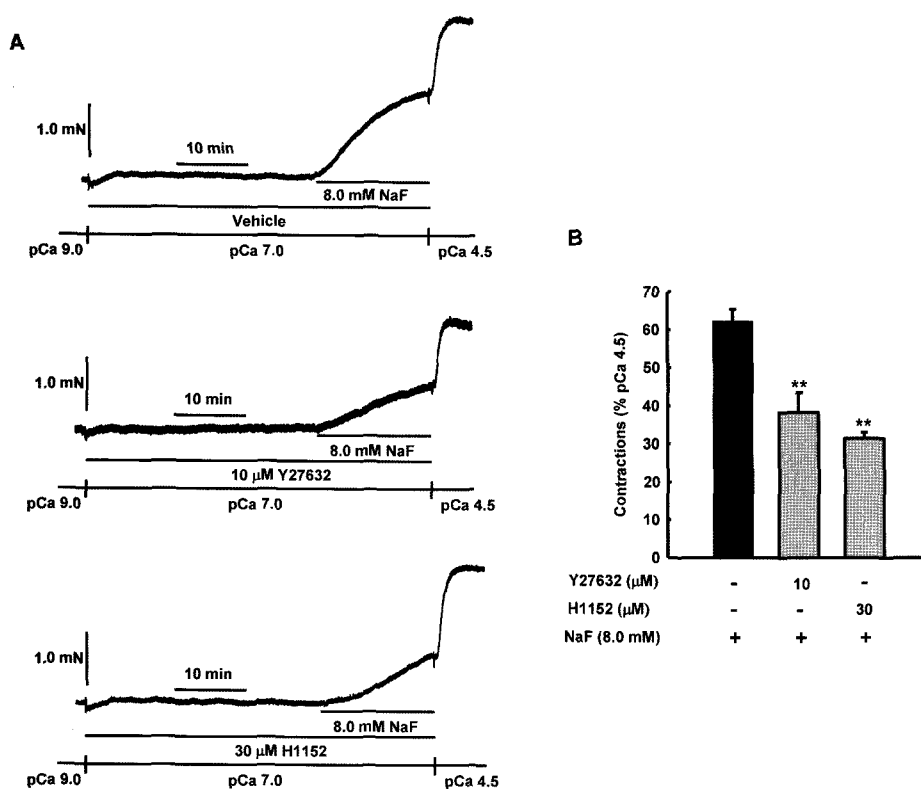 A
1.0 mN
10 min
8.0 mM NaF
Vehicle
pCa 9.0 pCa 7.0 pCa 4.5
1.0 mN
10 min
8.0 mM NaF
10 µM Y27632
pCa 9.0 pCa 7.0 pCa 4.5
1.0 mN
10 min
8.0 mM NaF
30 µM H1152
pCa 9.0 pCa 7.0 pCa 4.5
B
Contractions (% pCa 4.5)
70
60
50
40
30
20
10
0
**
**
Y27632 (µM) - 10 -
H1152 (µM) - - 30
NaF (8.0 mM) + + +